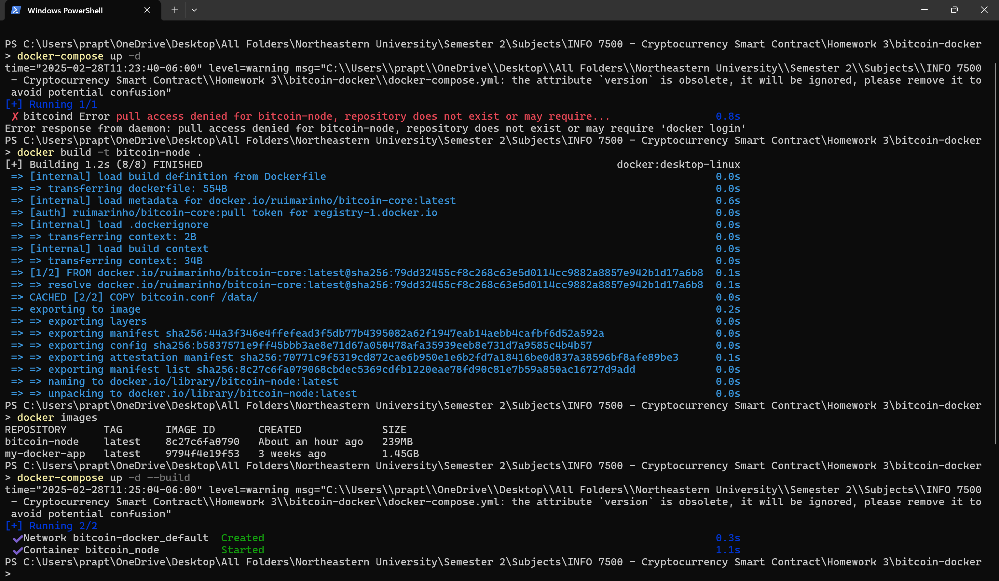 Windows PowerShell
PS C:\Users\prapt\OneDrive\Desktop\All Folders\Northeastern University\Semester 2\Subjects\INFO 7500 - Cryptocurrency Smart Contract\Homework 3\bitcoin-docker
> docker-compose up -d
time="2025-02-28T11:23:40-06:00" level=warning msg="C:\\Users\\prapt\\OneDrive\\Desktop\\All Folders\\Northeastern University\\Semester 2\\Subjects\\INFO 7500
- Cryptocurrency Smart Contract\\Homework 3\\bitcoin-docker\\docker-compose.yml: the attribute `version` is obsolete, it will be ignored, please remove it to
avoid potential confusion"
[+] Running 1/1
✗ bitcoind Error pull access denied for bitcoin-node, repository does not exist or may require... 0.8s
Error response from daemon: pull access denied for bitcoin-node, repository does not exist or may require 'docker login'
PS C:\Users\prapt\OneDrive\Desktop\All Folders\Northeastern University\Semester 2\Subjects\INFO 7500 - Cryptocurrency Smart Contract\Homework 3\bitcoin-docker
> docker build -t bitcoin-node .
[+] Building 1.2s (8/8) FINISHED docker:desktop-linux
=> [internal] load build definition from Dockerfile 0.0s
=> => transferring dockerfile: 554B 0.0s
=> [internal] load metadata for docker.io/ruimarinho/bitcoin-core:latest 0.6s
=> [auth] ruimarinho/bitcoin-core:pull token for registry-1.docker.io 0.0s
=> [internal] load .dockerignore 0.0s
=> => transferring context: 2B 0.0s
=> [internal] load build context 0.0s
=> => transferring context: 34B 0.0s
=> [1/2] FROM docker.io/ruimarinho/bitcoin-core:latest@sha256:79dd32455cf8c268c63e5d0114cc9882a8857e942b1d17a6b8 0.1s
=> => resolve docker.io/ruimarinho/bitcoin-core:latest@sha256:79dd32455cf8c268c63e5d0114cc9882a8857e942b1d17a6b8 0.1s
=> CACHED [2/2] COPY bitcoin.conf /data/ 0.0s
=> exporting to image 0.2s
=> => exporting layers 0.0s
=> => exporting manifest sha256:44a3f346e4ffefead3f5db77b4395082a62f1947eab14aebb4cafbf6d52a592a 0.0s
=> => exporting config sha256:b5837571e9ff45bbb3ae8e71d67a050478afa35939eeb8e731d7a9585c4b4b57 0.0s
=> => exporting attestation manifest sha256:70771c9f5319cd872cae6b950e1e6b2fd7a18416be0d837a38596bf8afe89be3 0.1s
=> => exporting manifest list sha256:8c27c6fa079068cbdec5369cdfb1220eae78fd90c81e7b59a850ac16727d9add 0.0s
=> => naming to docker.io/library/bitcoin-node:latest 0.0s
=> => unpacking to docker.io/library/bitcoin-node:latest 0.0s
PS C:\Users\prapt\OneDrive\Desktop\All Folders\Northeastern University\Semester 2\Subjects\INFO 7500 - Cryptocurrency Smart Contract\Homework 3\bitcoin-docker
> docker images
REPOSITORY TAG IMAGE ID CREATED SIZE
bitcoin-node latest 8c27c6fa0790 About an hour ago 239MB
my-docker-app latest 9794f4e19f53 3 weeks ago 1.45GB
PS C:\Users\prapt\OneDrive\Desktop\All Folders\Northeastern University\Semester 2\Subjects\INFO 7500 - Cryptocurrency Smart Contract\Homework 3\bitcoin-docker
> docker-compose up -d --build
time="2025-02-28T11:25:04-06:00" level=warning msg="C:\\Users\\prapt\\OneDrive\\Desktop\\All Folders\\Northeastern University\\Semester 2\\Subjects\\INFO 7500
- Cryptocurrency Smart Contract\\Homework 3\\bitcoin-docker\\docker-compose.yml: the attribute `version` is obsolete, it will be ignored, please remove it to
avoid potential confusion"
[+] Running 2/2
✔Network bitcoin-docker_default Created 0.3s
✔Container bitcoin_node Started 1.1s
PS C:\Users\prapt\OneDrive\Desktop\All Folders\Northeastern University\Semester 2\Subjects\INFO 7500 - Cryptocurrency Smart Contract\Homework 3\bitcoin-docker
>